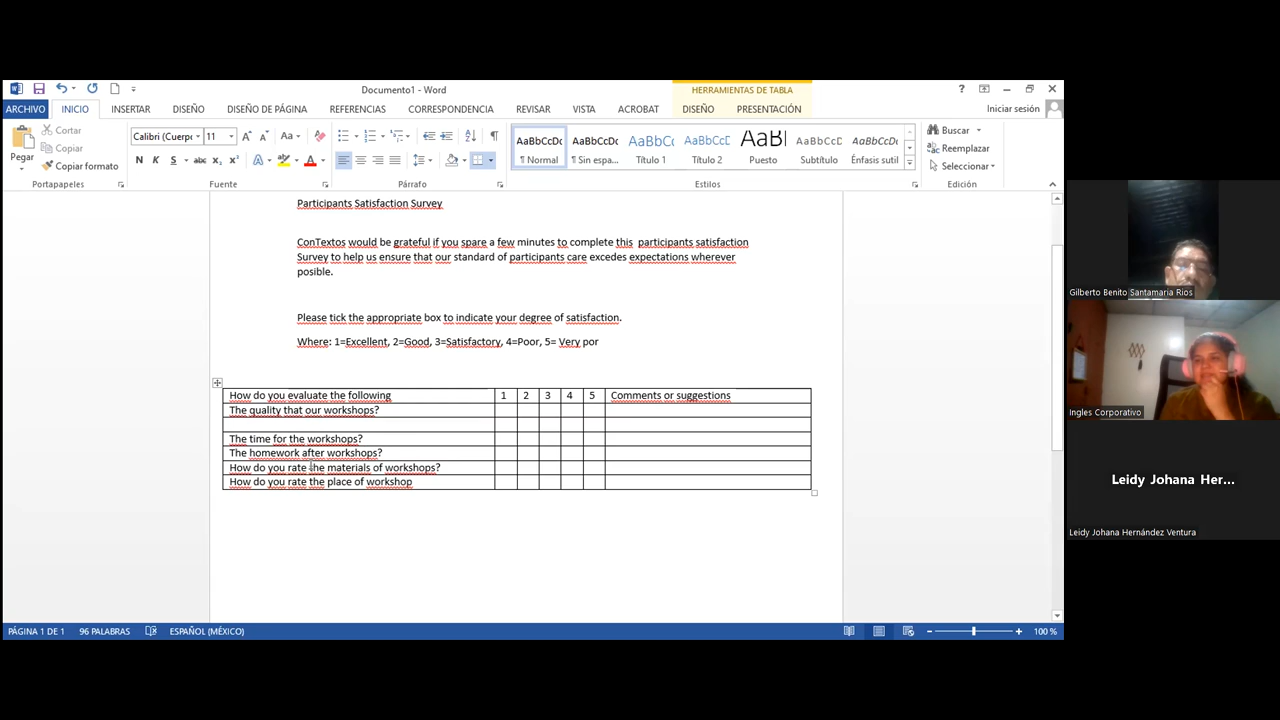 Documento1 - Word
HERRAMIENTAS DE TABLA
ARCHIVO INICIO INSERTAR DISEÑO DISEÑO DE PÁGINA REFERENCIAS CORRESPONDENCIA REVISAR VISTA ACROBAT DISEÑO PRESENTACIÓN Iniciar sesión
Pegar
Cortar
Copiar
Copiar formato
Calibri (Cuerpo 11
AaBbCcDc AaBbCcDc AaBbCc AaBbCcD AaBI AaBbCcD AaBbCcD
¶ Normal ¶ Sin espa... Título 1 Título 2 Puesto Subtítulo Énfasis sutil
Buscar
Reemplazar
Seleccionar
Portapapeles Fuente Párrafo Estilos Edición
Participants Satisfaction Survey
ConTextos would be grateful if you spare a few minutes to complete this participants satisfaction
Survey to help us ensure that our standard of participants care excedes expectations wherever
posible.
Please tick the appropriate box to indicate your degree of satisfaction.
Where: 1=Excellent, 2=Good, 3=Satisfactory, 4=Poor, 5= Very por
How do you evaluate the following 1 2 3 4 5 Comments or suggestions
The quality that our workshops?
The time for the workshops?
The homework after workshops?
How do you rate the materials of workshops?
How do you rate the place of workshop
PÁGINA 1 DE 1 96 PALABRAS ESPAÑOL (MÉXICO) 100 %
Gilberto Benito Santamaria Rios
Ingles Corporativo
Leidy Johana Her...
Leidy Johana Hernández Ventura